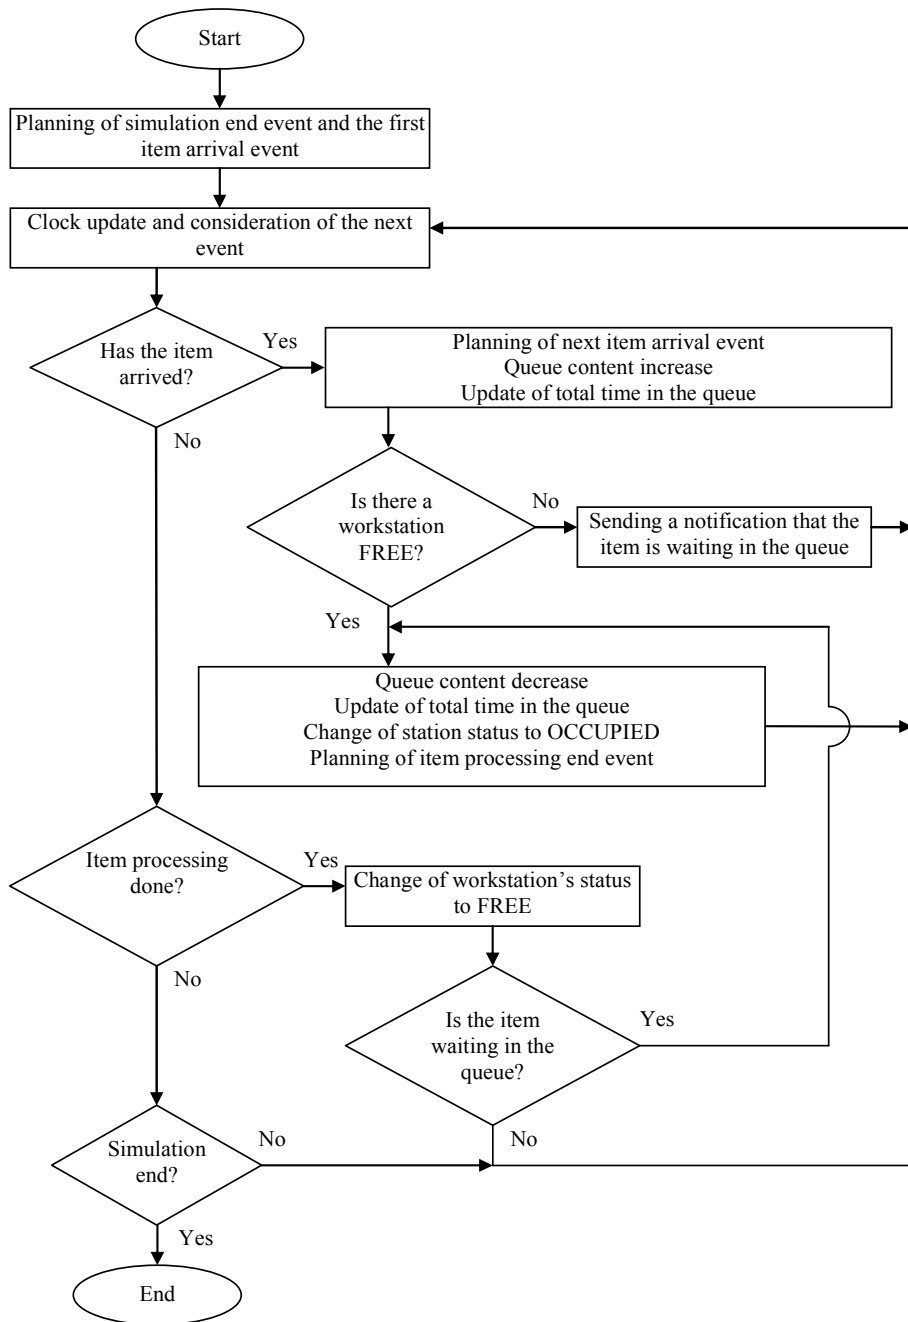 Start
Planning of simulation end event and the first
item arrival event
Clock update and consideration of the next
event
Has the item
arrived?
Yes
Planning of next item arrival event
Queue content increase
Update of total time in the queue
No
Is there a
workstation
FREE?
No
Sending a notification that the
item is waiting in the queue
Yes
Queue content decrease
Update of total time in the queue
Change of station status to OCCUPIED
Planning of item processing end event
Item processing
done?
Yes
Change of workstation’s status
to FREE
No
Is the item
waiting in the
queue?
Yes
No
Simulation
end?
No
Yes
End